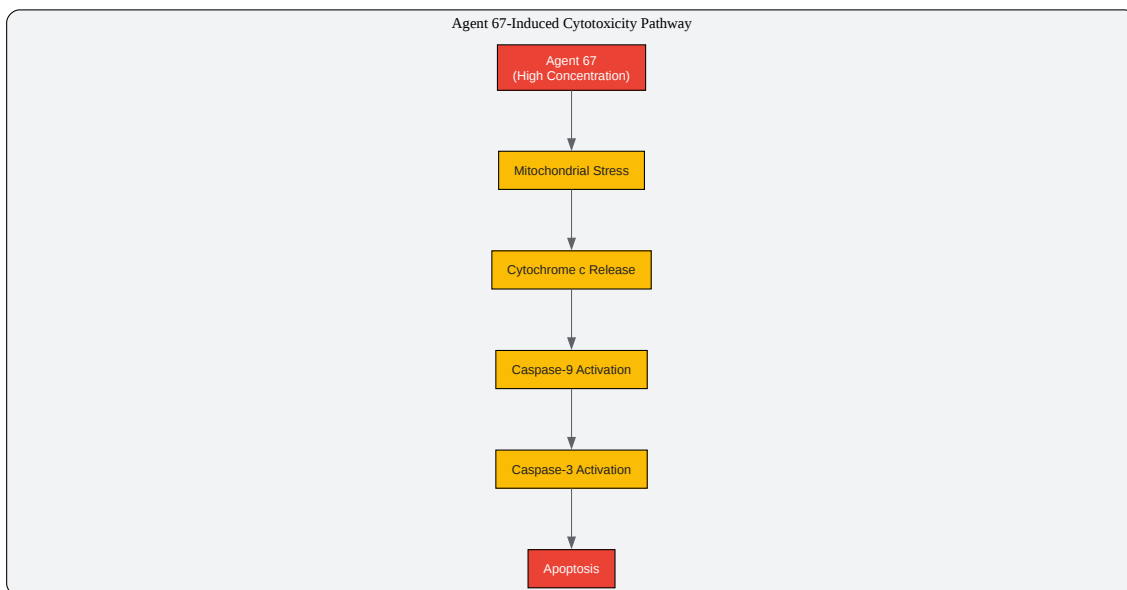 Agent 67-Induced Cytotoxicity Pathway
Agent 67
(High Concentration)
Mitochondrial Stress
Cytochrome c Release
Caspase-9 Activation
Caspase-3 Activation
Apoptosis